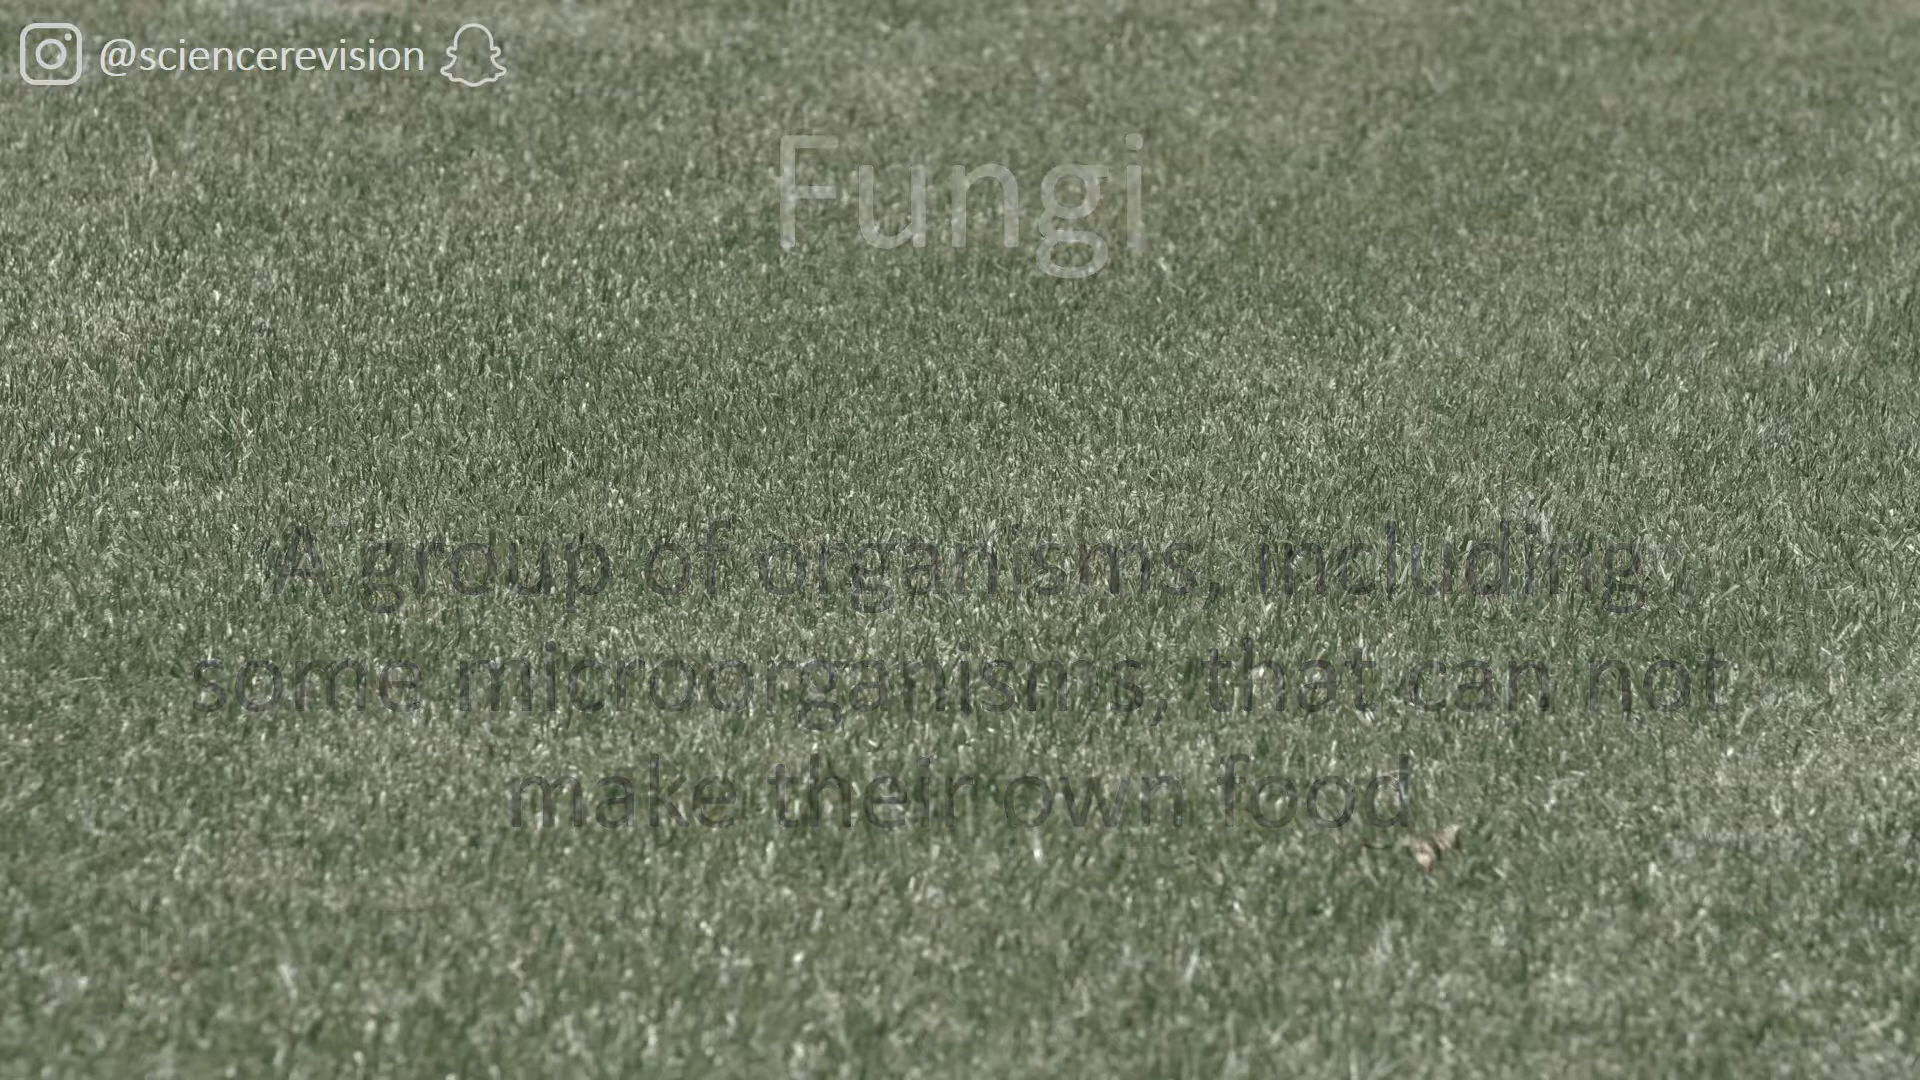 @sciencerevision
Fungi
A group of organisms, including
some microorganisms, that can not
make their own food